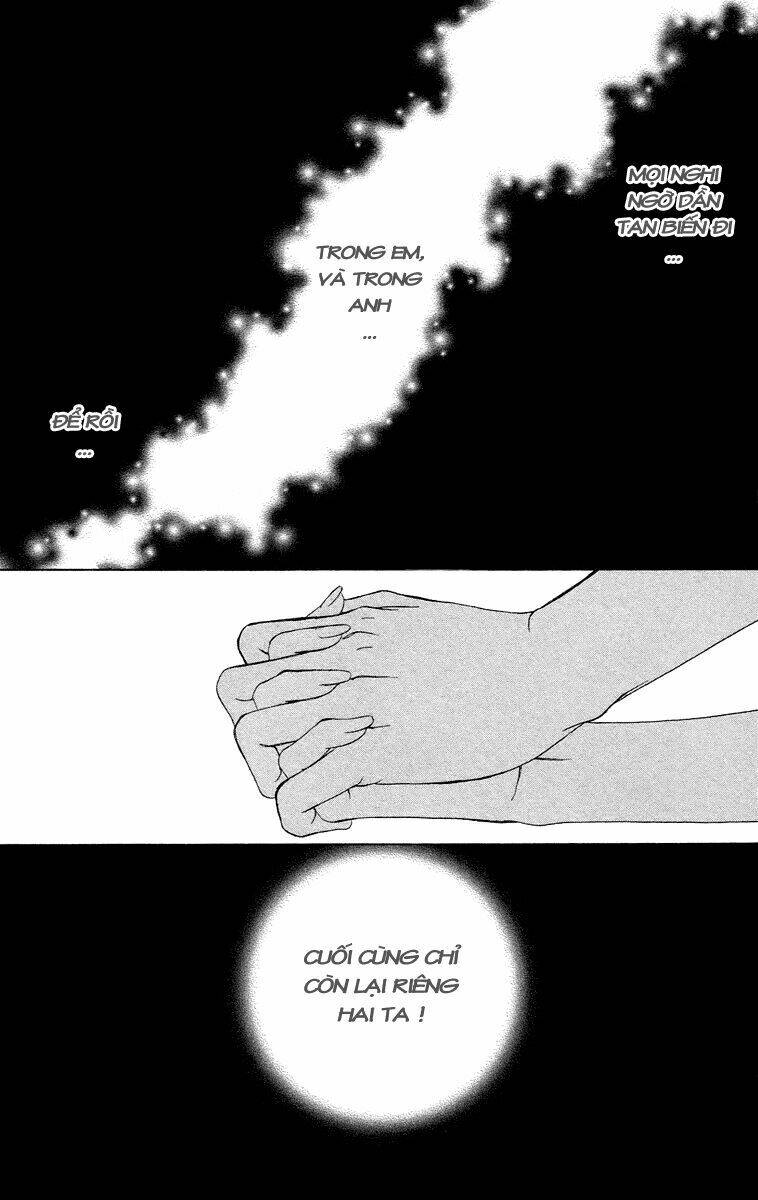 MỌI NGHI
NGỜ DẦN
TAN BIẾN ĐI
...
TRONG EM,
VÀ TRONG
ANH
...
ĐỂ RỒI
...
CUỐI CÙNG CHỈ
CÒN LẠI RIÊNG
HAI TA !